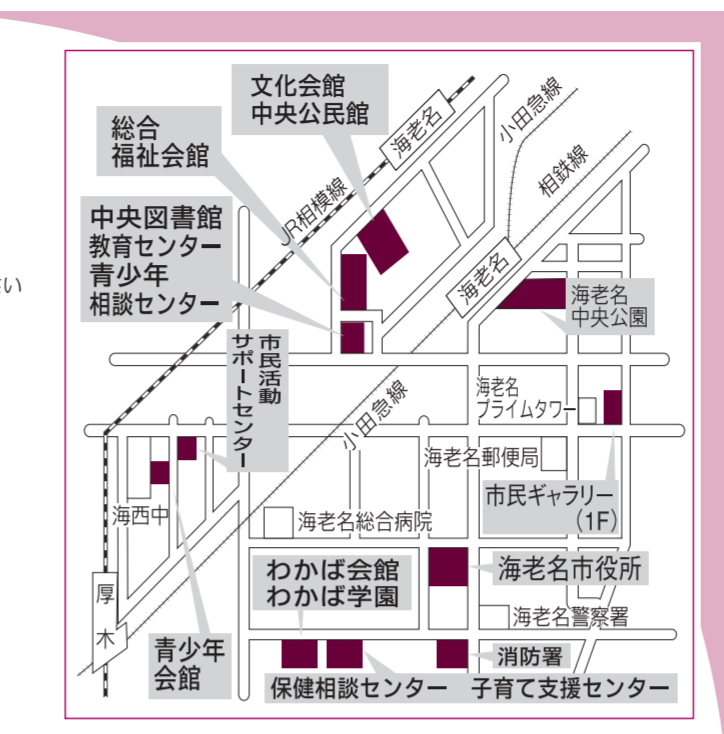 文化会館
中央公民館
総合
福祉会館
海老名
小田急線
相鉄線
JR相模線
中央図書館
教育センター
青少年
相談センター
海老名
海老名
中央公園
い
市民活動
サポートセンター
小田急線
海老名
プライムタワー
海老名郵便局
市民ギャラリー
(1F)
海西中
海老名総合病院
わかば会館
わかば学園
海老名市役所
厚木
海老名警察署
青少年
会館
消防署
保健相談センター
子育て支援センター